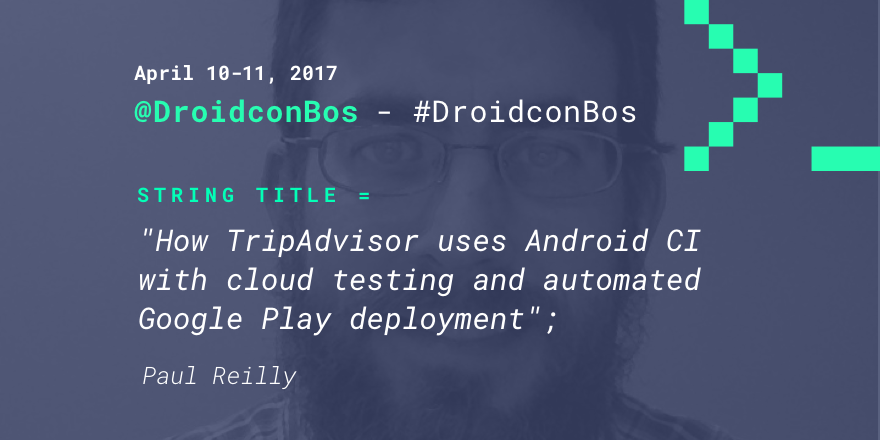 April 10-11, 2017
@DroidconBos - #DroidconBos
STRING TITLE =
"How TripAdvisor uses Android CI
with cloud testing and automated
Google Play deployment";
Paul Reilly